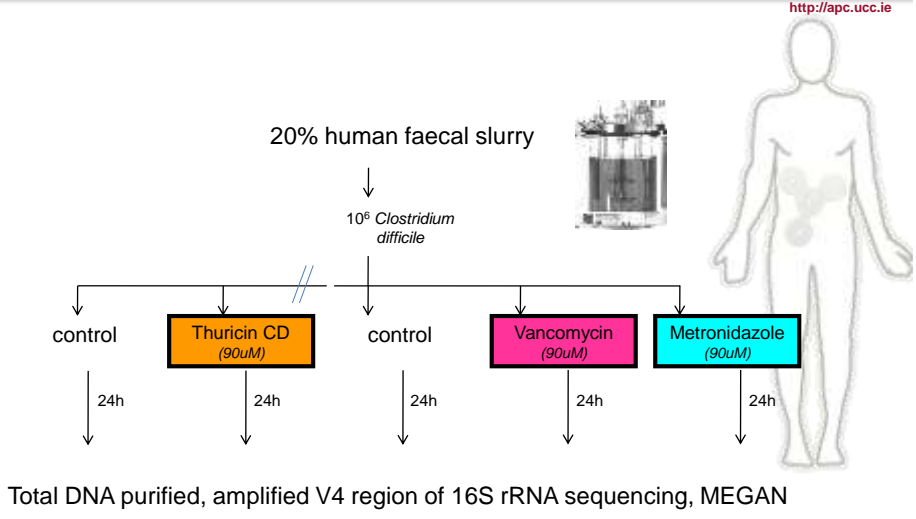 http://apc.ucc.ie
20% human faecal slurry
10⁶ Clostridium
difficile
control
Thuricin CD
(90uM)
control
Vancomycin
(90uM)
Metronidazole
(90uM)
24h
24h
24h
24h
24h
Total DNA purified, amplified V4 region of 16S rRNA sequencing, MEGAN